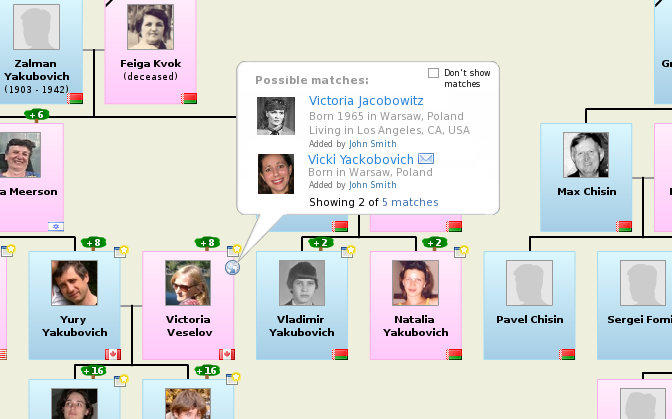 Zalman
Yakubovich
(1903 - 1942)
Feiga Kvok
(deceased)
+6
Possible matches:
Don't show
matches
Victoria Jacobowitz
Born 1965 in Warsaw, Poland
Living in Los Angeles, CA, USA
Added by John Smith
Vicki Yackobovich
Born in Warsaw, Poland
Added by John Smith
Showing 2 of 5 matches
a Meerson
Max Chisin
+8
+8
+2
+2
Yury
Yakubovich
Victoria
Veselov
Vladimir
Yakubovich
Natalia
Yakubovich
Pavel Chisin
Sergei Fomi
+16
+16